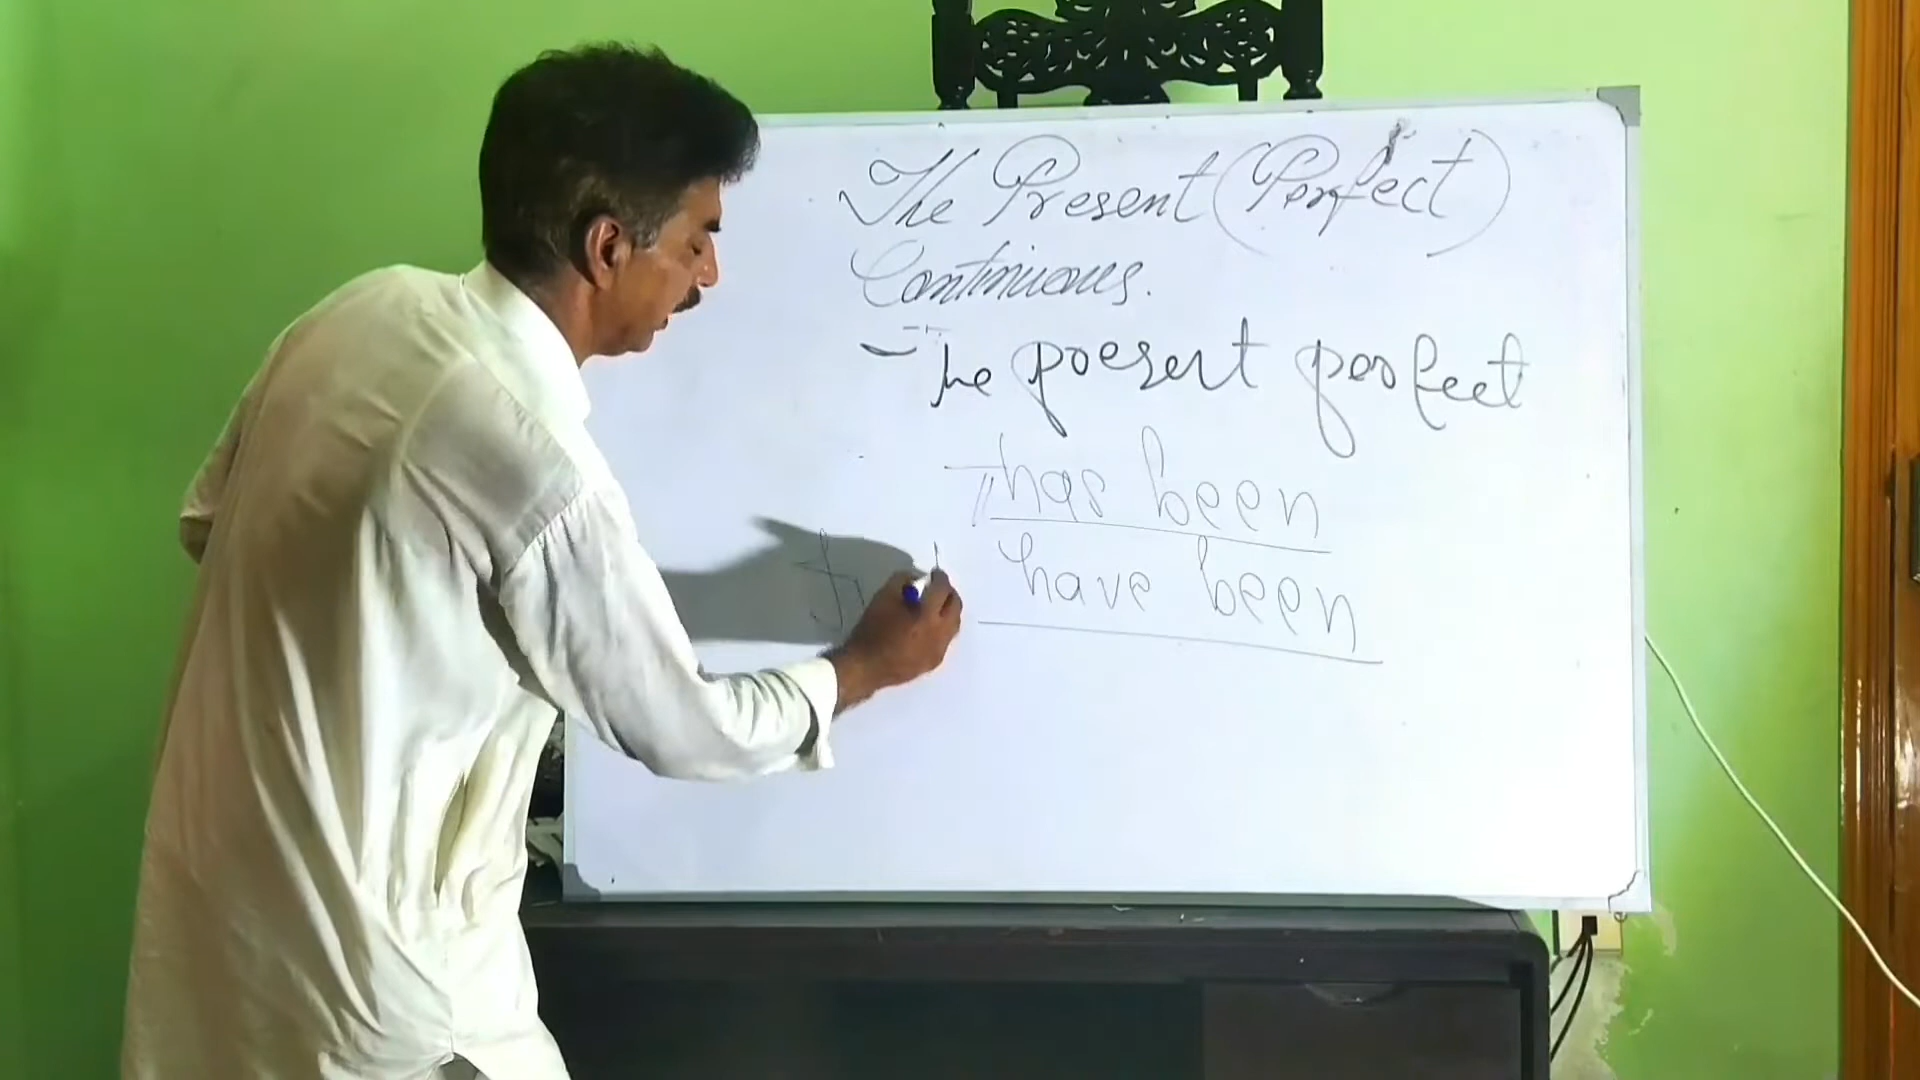 The Present (Perfect)
Continuous.
- The present perfect
has been
have been